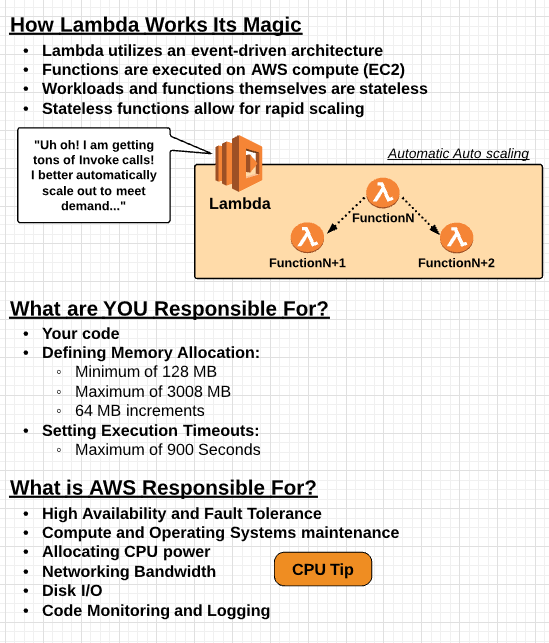 How Lambda Works Its Magic
• Lambda utilizes an event-driven architecture
• Functions are executed on AWS compute (EC2)
• Workloads and functions themselves are stateless
• Stateless functions allow for rapid scaling
"Uh oh! I am getting
tons of Invoke calls!
I better automatically
scale out to meet
demand..."
Lambda
Automatic Auto scaling
FunctionN
FunctionN+1
FunctionN+2
What are YOU Responsible For?
• Your code
• Defining Memory Allocation:
◦ Minimum of 128 MB
◦ Maximum of 3008 MB
◦ 64 MB increments
• Setting Execution Timeouts:
◦ Maximum of 900 Seconds
What is AWS Responsible For?
• High Availability and Fault Tolerance
• Compute and Operating Systems maintenance
• Allocating CPU power
• Networking Bandwidth
• Disk I/O
• Code Monitoring and Logging
CPU Tip